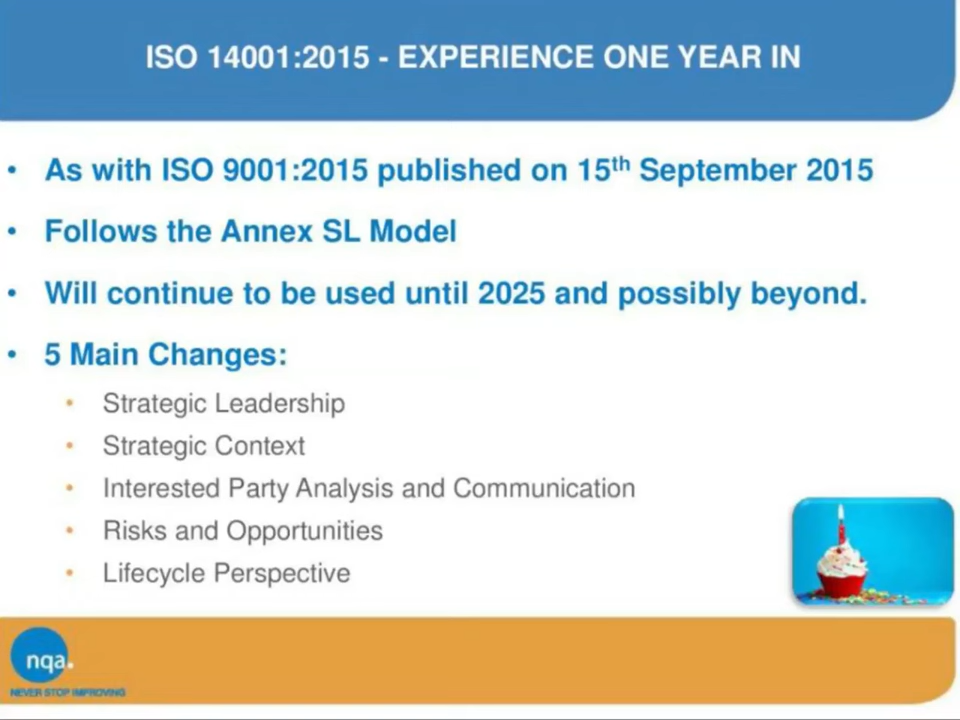 ISO 14001:2015 - EXPERIENCE ONE YEAR IN
• As with ISO 9001:2015 published on 15th September 2015
• Follows the Annex SL Model
• Will continue to be used until 2025 and possibly beyond.
• 5 Main Changes:
• Strategic Leadership
• Strategic Context
• Interested Party Analysis and Communication
• Risks and Opportunities
• Lifecycle Perspective
nqa.
NEVER STOP IMPROVING